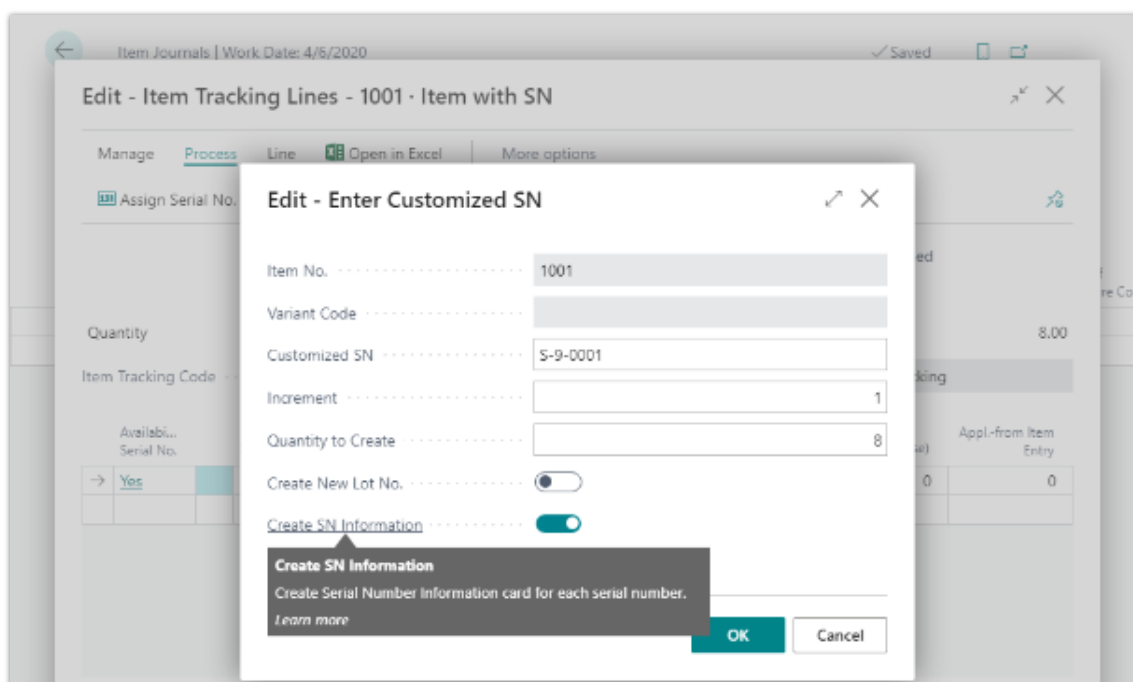 Item Journals | Work Date: 4/6/2020
Saved
Edit - Item Tracking Lines - 1001 · Item with SN
Manage Process Line Open in Excel More options
Assign Serial No.
Edit - Enter Customized SN
Item No. 1001
Variant Code
Customized SN S-9-0001
Increment 1
Quantity to Create 8
Create New Lot No.
Create SN Information
Create SN Information
Create Serial Number Information card for each serial number.
Learn more
OK Cancel
ed
re Co
Quantity 8.00
Item Tracking Code king
Availabi...
Serial No.
Appl.-from Item
Entry
Yes 0 0